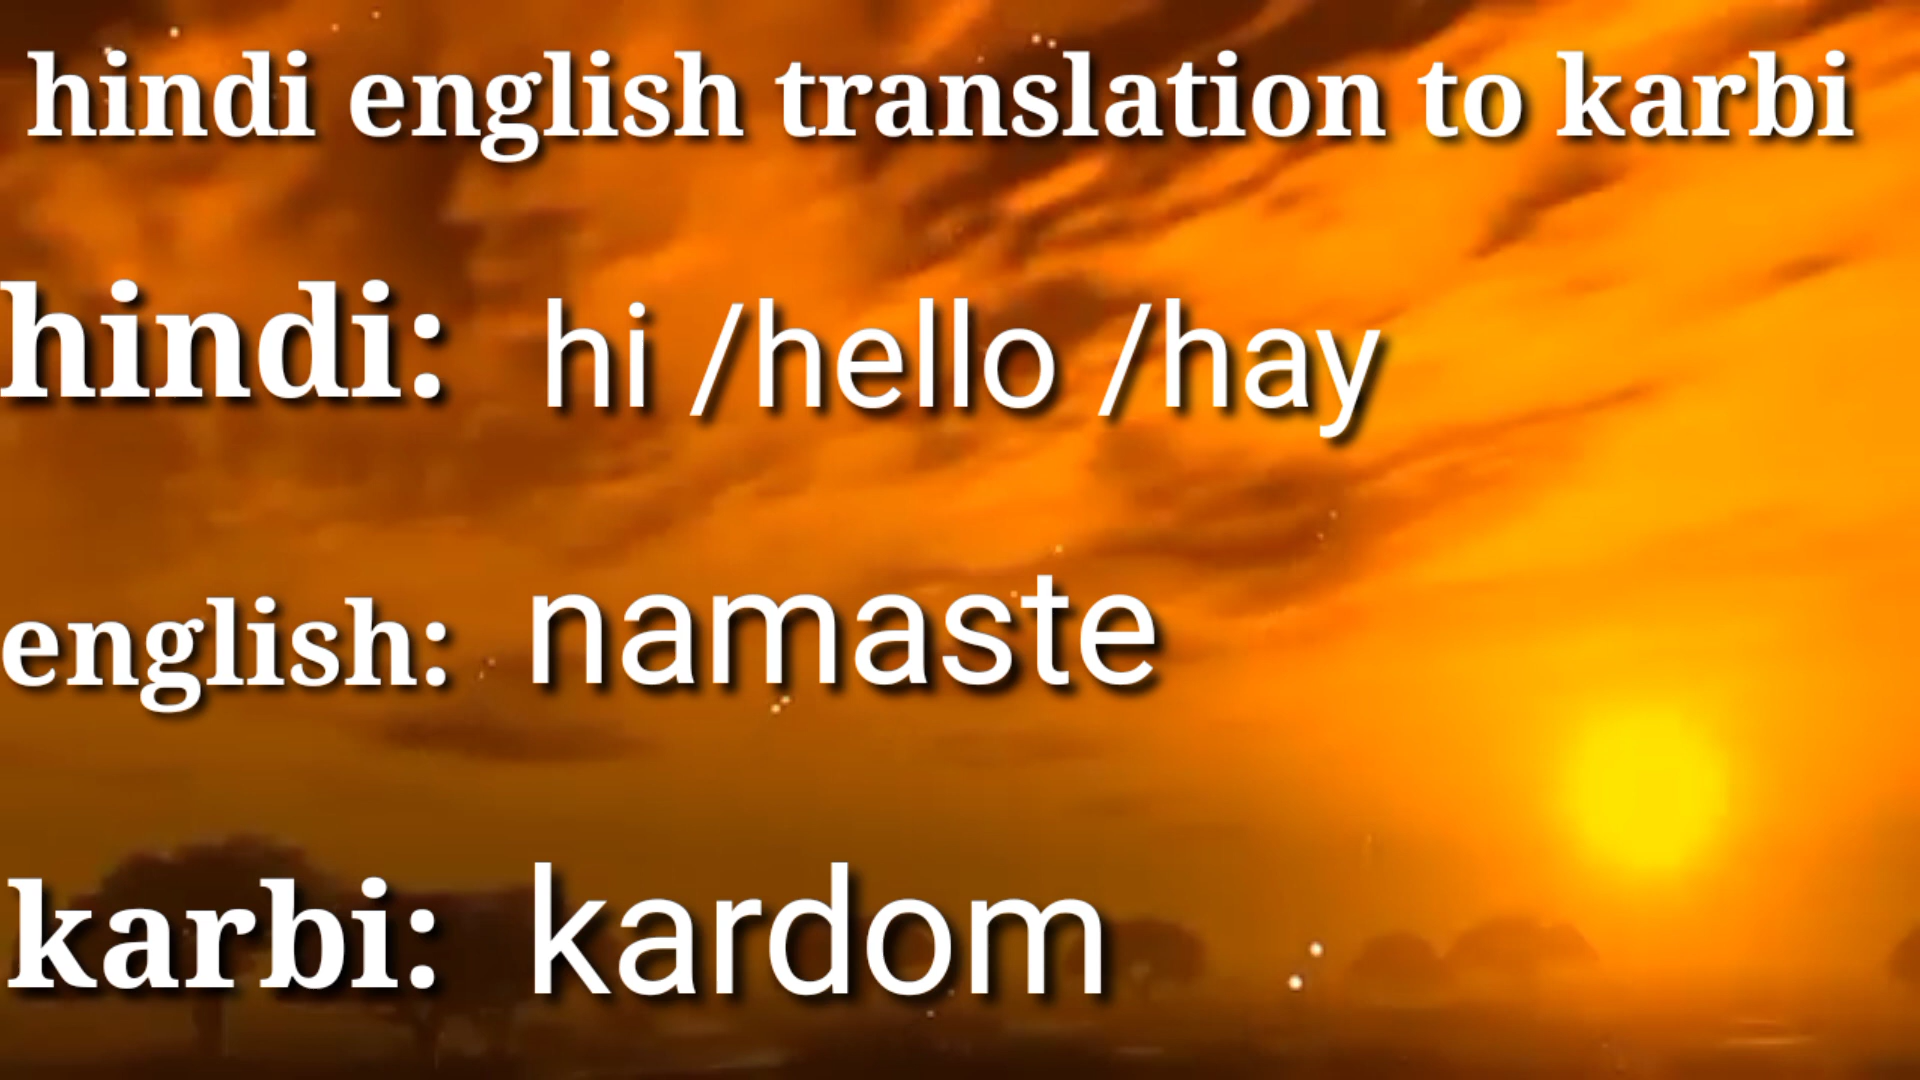 hindi english translation to karbi
hindi: hi /hello /hay
english: namaste
karbi: kardom